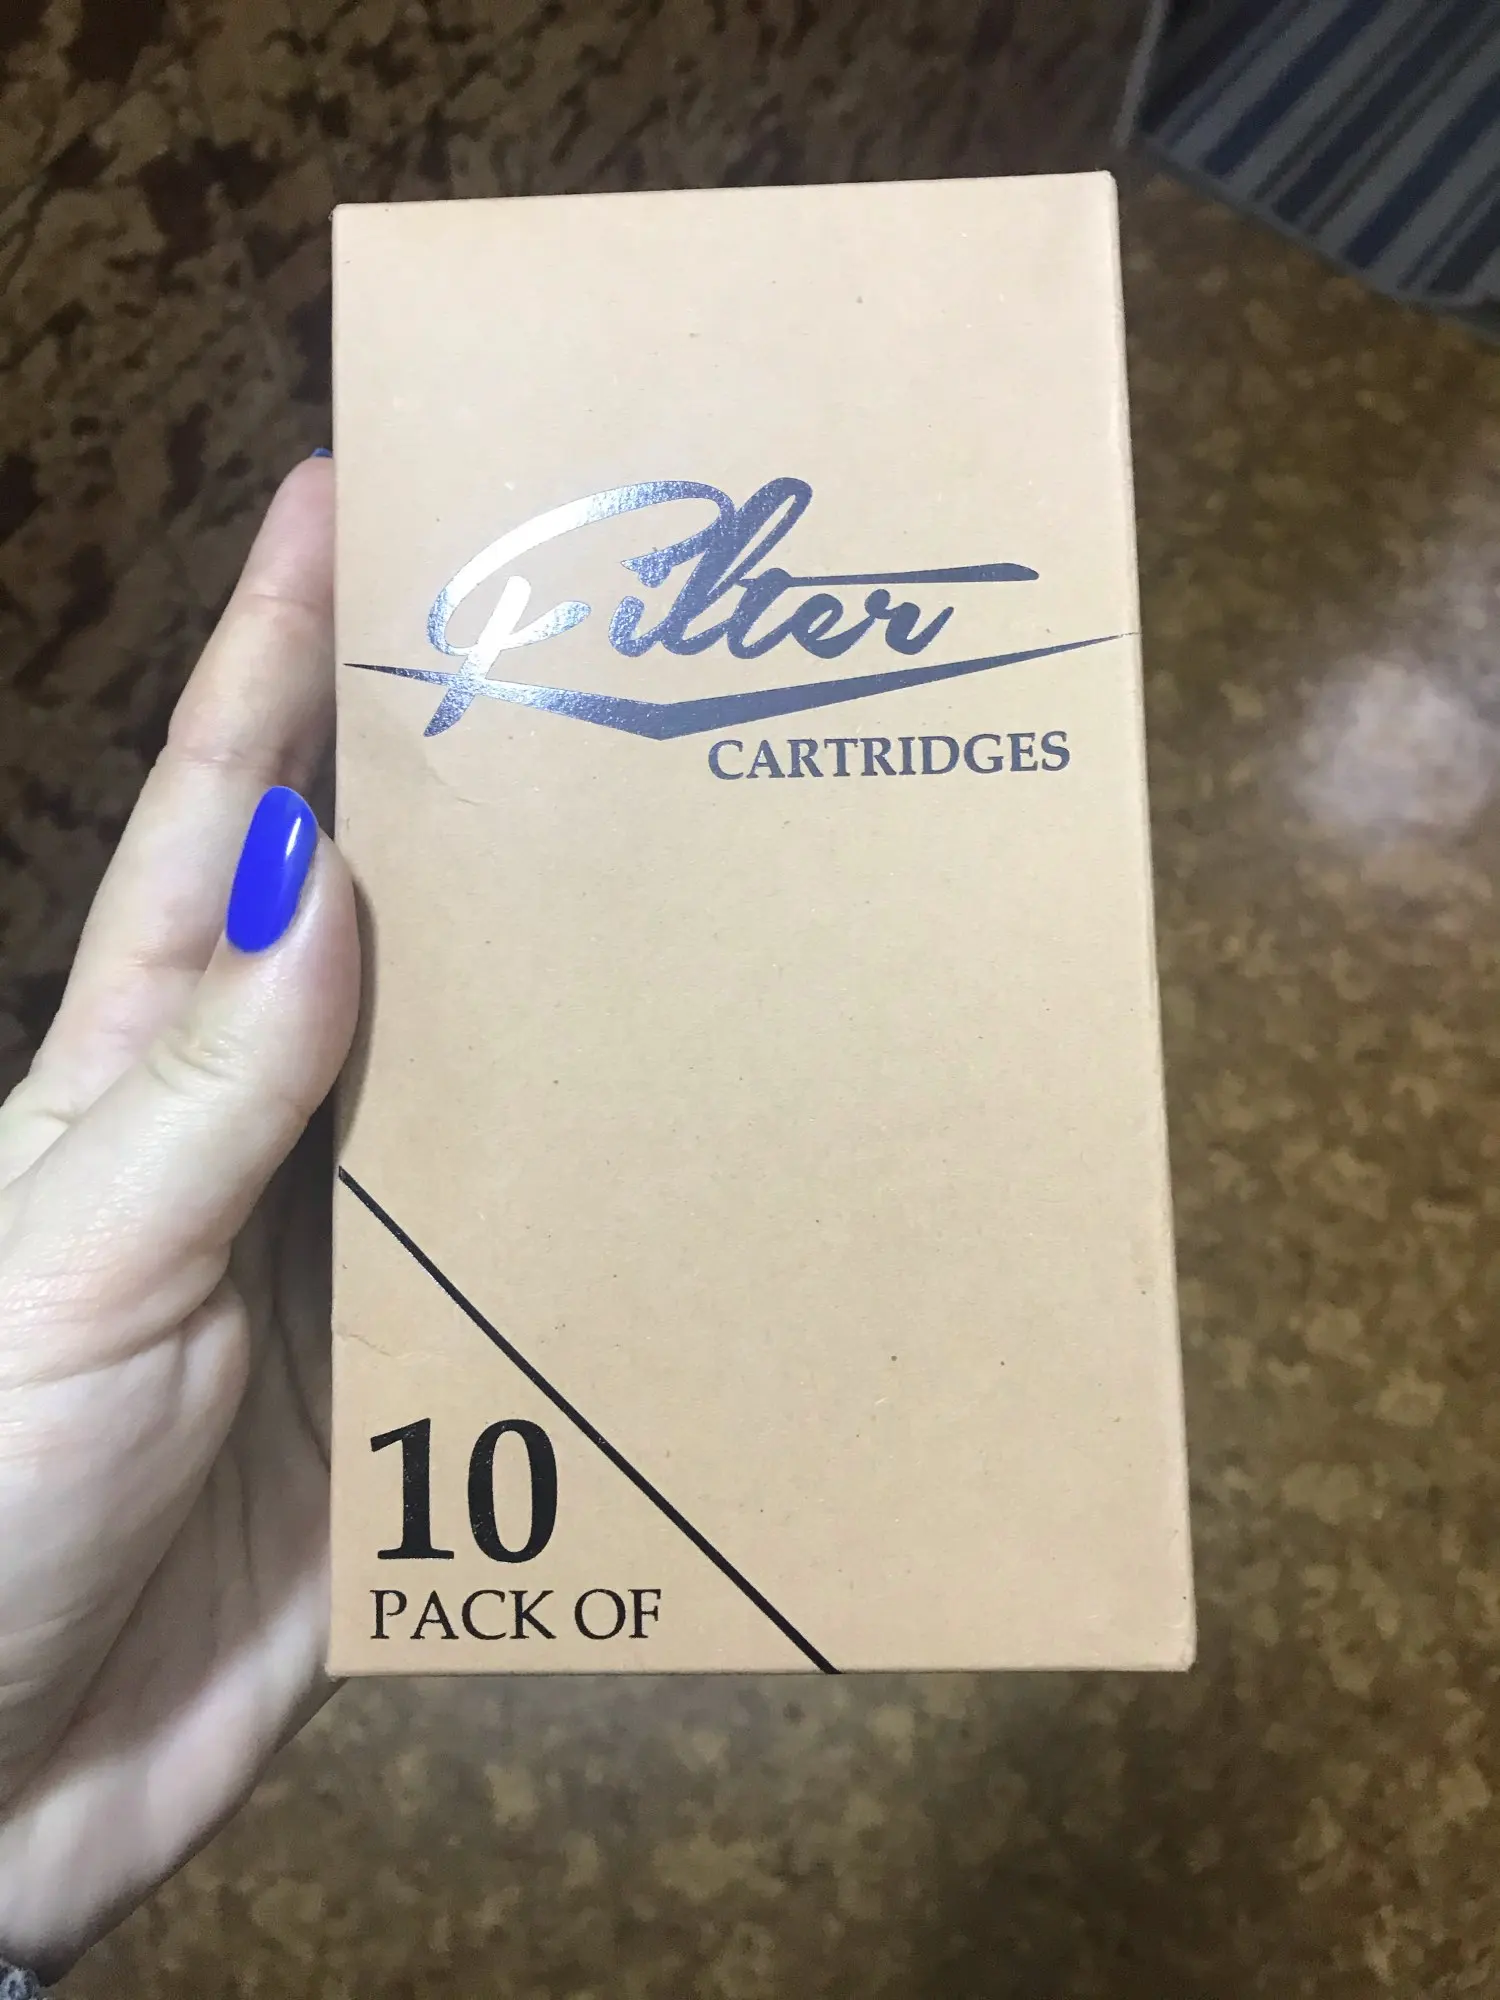 Filter
CARTRIDGES
10
PACK OF